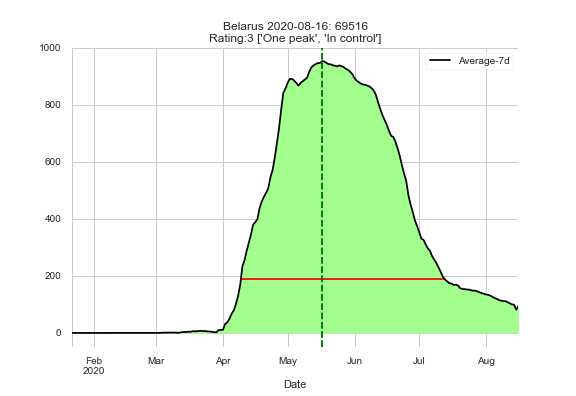 Belarus 2020-08-16: 69516
Rating:3 ['One peak', 'In control']
Average-7d
1000
800
600
400
200
0
Feb
2020
Mar
Apr
May
Jun
Jul
Aug
Date